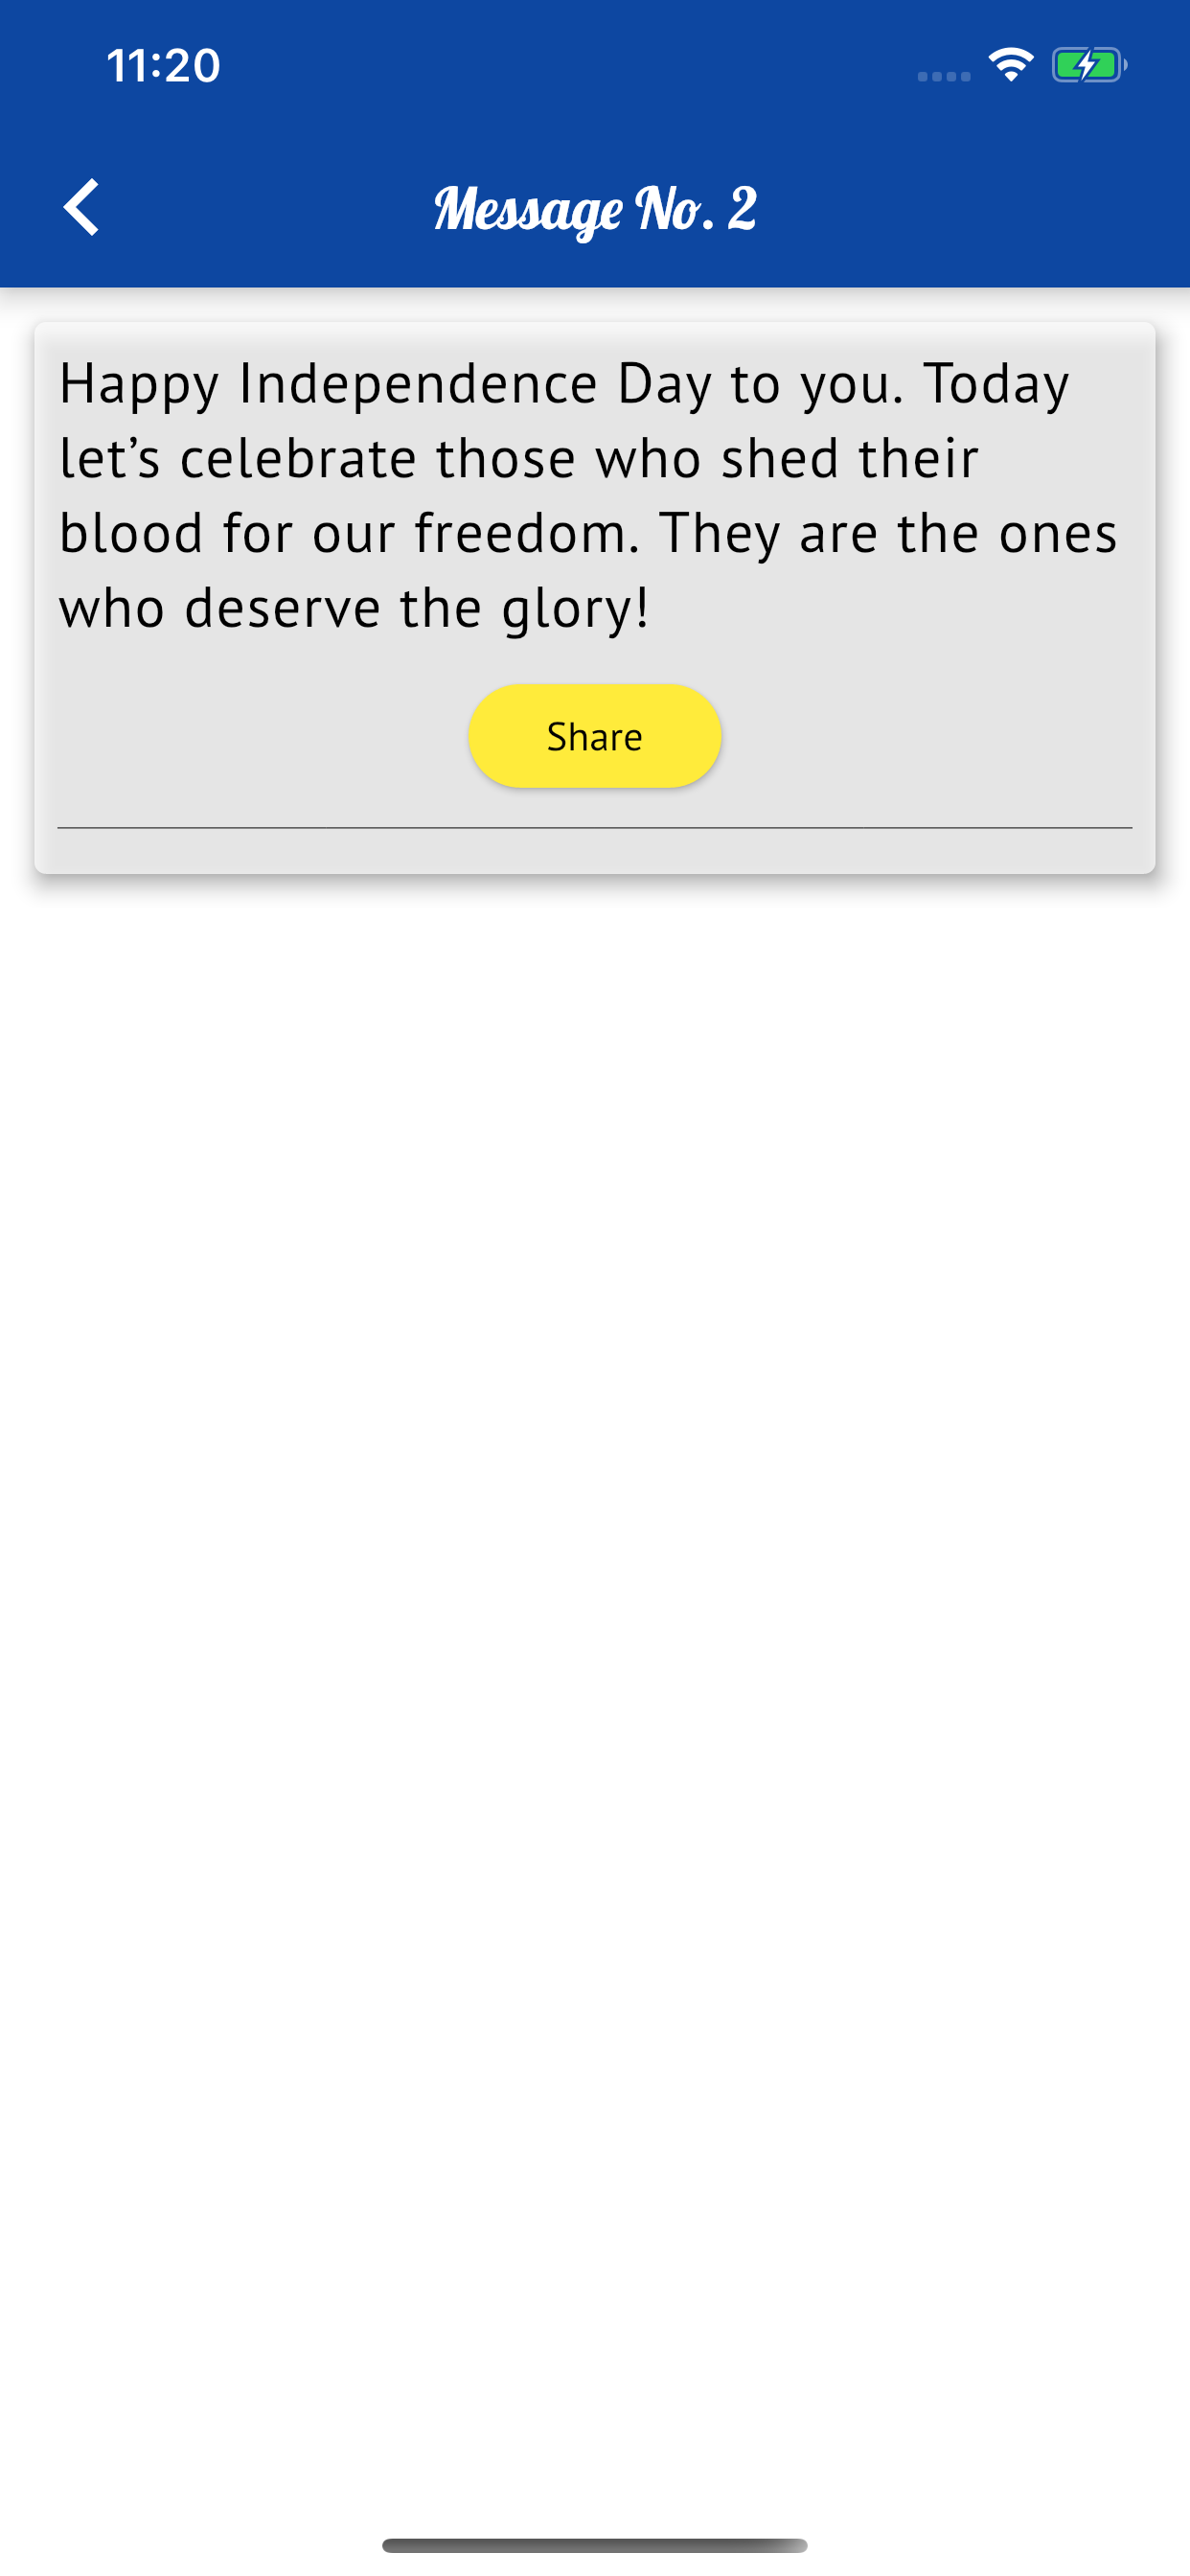 11:20
Message No. 2
Happy Independence Day to you. Today
let’s celebrate those who shed their
blood for our freedom. They are the ones
who deserve the glory!
Share